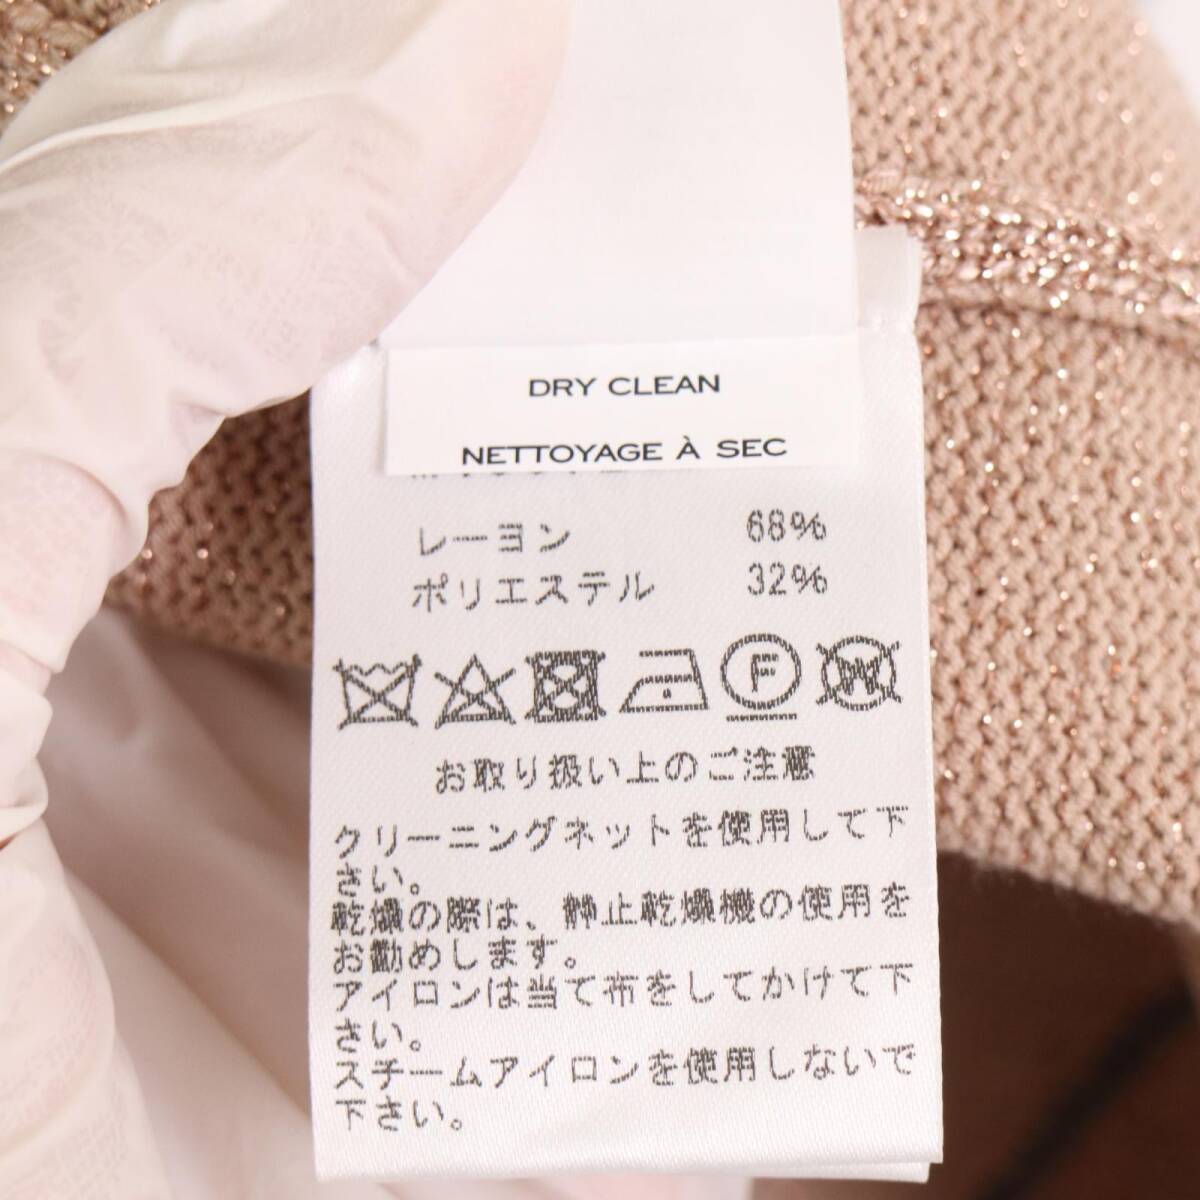 DRY CLEAN
NETTOYAGE À SEC
レーヨン 68%
ポリエステル 32%
F
W
お取り扱い上のご注意
クリーニングネットを使用して下
さい。
乾燥の際は、静止乾燥機の使用を
お勧めします。
アイロンは当て布をしてかけて下
さい。
スチームアイロンを使用しないで
下さい。